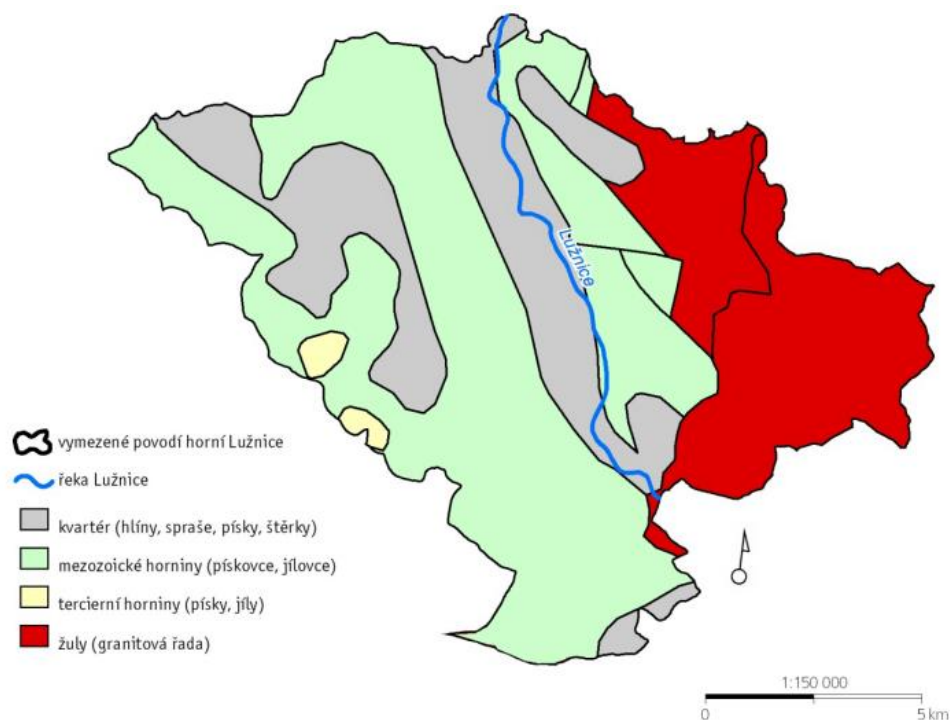 Lužnice
vymezené povodí horní Lužnice
řeka Lužnice
kvartér (hlíny, spraše, písky, štěrky)
mezozoické horniny (pískovce, jílovce)
tercierní horniny (písky, jíly)
žuly (granitová řada)
1:150 000
0 5 km